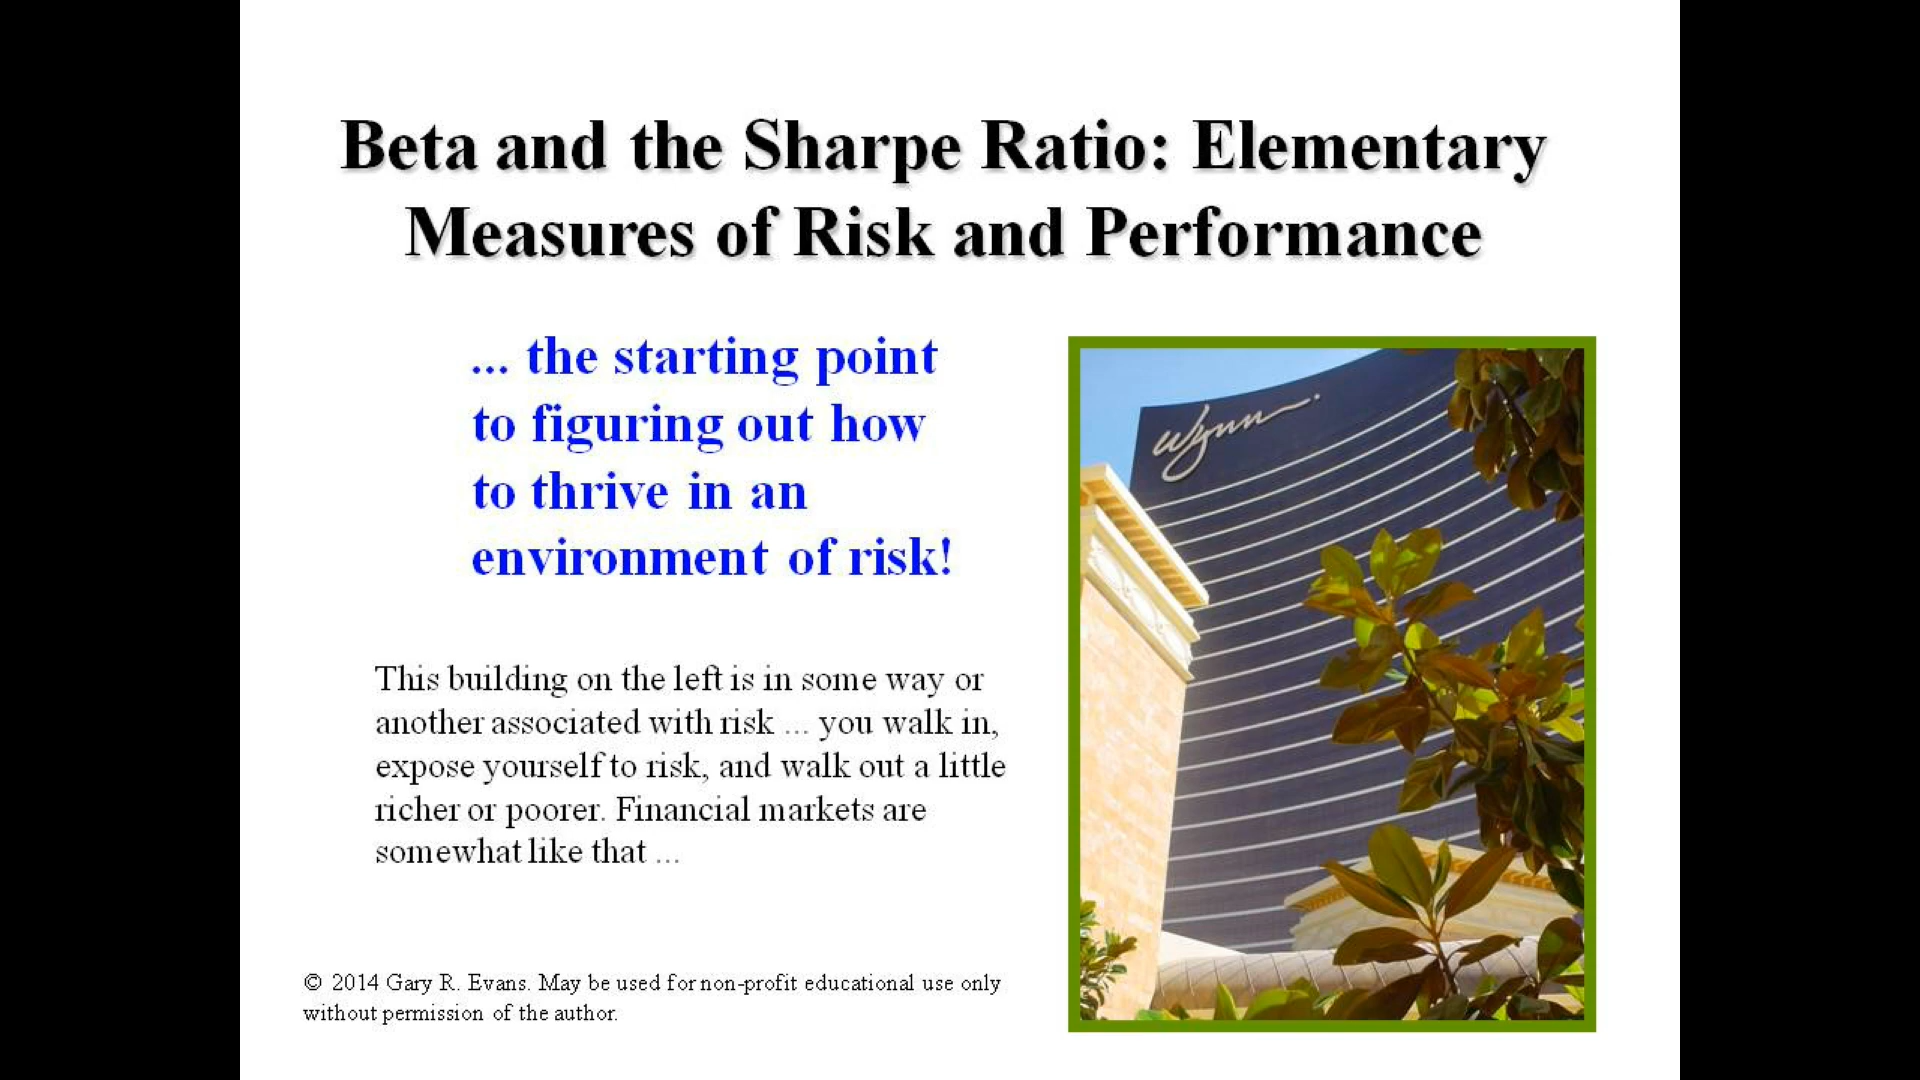 Beta and the Sharpe Ratio: Elementary
Measures of Risk and Performance
... the starting point
to figuring out how
to thrive in an
environment of risk!
This building on the left is in some way or
another associated with risk ... you walk in,
expose yourself to risk, and walk out a little
richer or poorer. Financial markets are
somewhat like that ...
© 2014 Gary R. Evans. May be used for non-profit educational use only
without permission of the author.
Wynn.